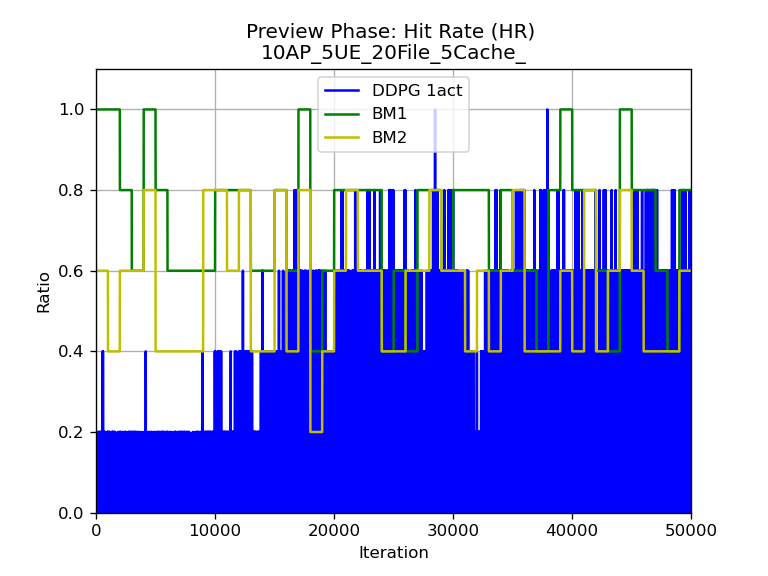 Preview Phase: Hit Rate (HR)
10AP_5UE_20File_5Cache_
DDPG 1act
BM1
BM2
1.0
0.8
0.6
0.4
0.2
0.0
Ratio
0 10000 20000 30000 40000 50000
Iteration